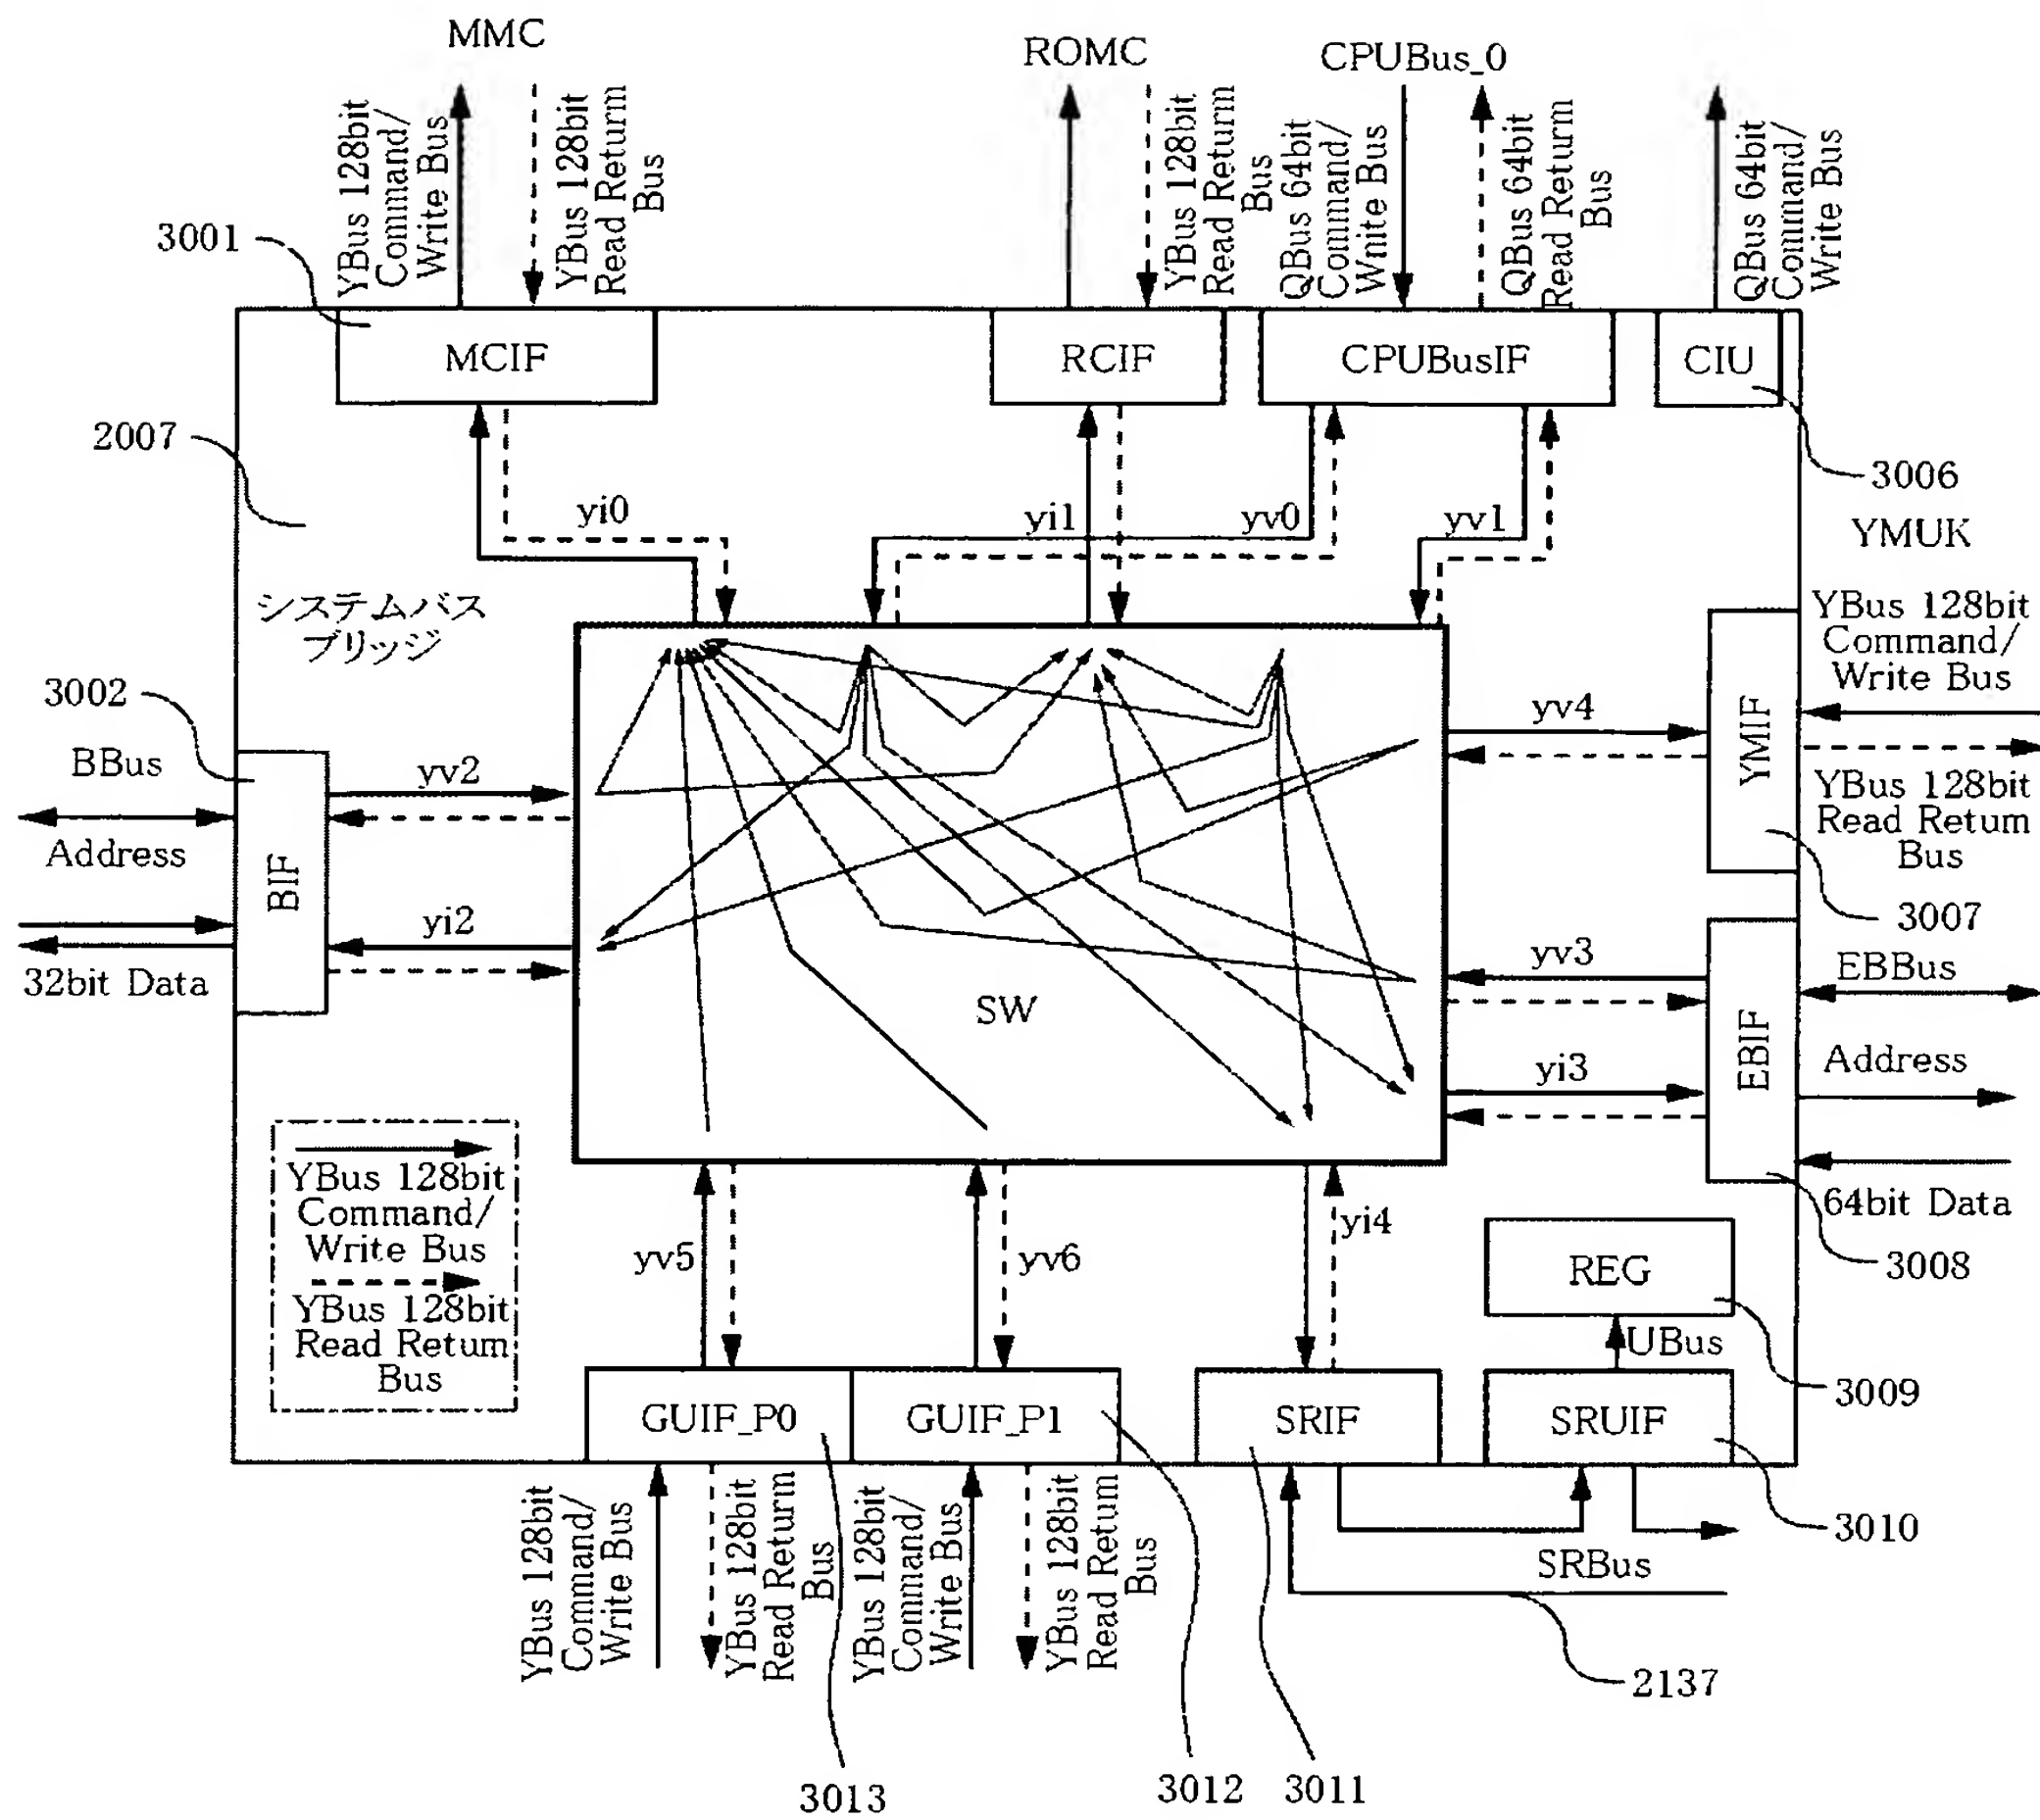 MMC
ROMC
CPUBus_0
YBus 128bit
Command/
Write Bus
YBus 128bit
Read Return
Bus
YBus 128bit
Read Return
Bus
QBus 64bit
Command/
Wnite Bus
QBus 64bit
Read Returm
Bus
QBus 64bit
Command/
Write Bus
3001
MCIF
RCIF
CPUBusIF
CIU
2007
3006
yi0
yi1
yv0
yv1
YMUK
システムバス
ブリッジ
YBus 128bit
Command/
Write Bus
3002
BBus
yv2
yv4
YMIF
YBus 128bit
Read Retum
Bus
Address
BIF
3007
yi2
yv3
EBBus
32bit Data
SW
EBIF
yi3
Address
YBus 128bit
Command/
Write Bus
YBus 128bit
Read Retum
Bus
64bit Data
yv5
yv6
yi4
REG
3008
UBus
3009
GUIF_P0
GUIF_P1
SRIF
SRUIF
3010
YBus 128bit
Command/
Write Bus
YBus 128bit
Read Returm
Bus
YBus 128bit
Command/
Write Bus
YBus 128bit
Read Retum
Bus
SRBus
2137
3013
3012
3011